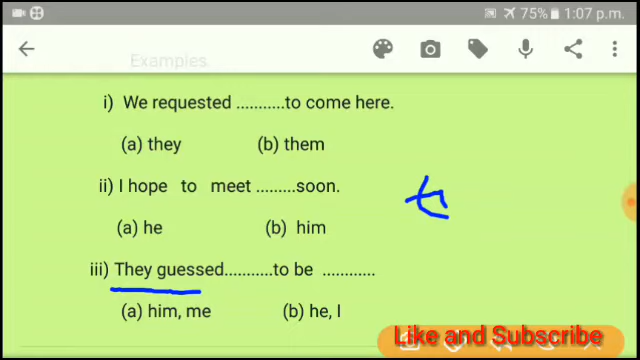 75% 1:07 p.m.
Examples
i) We requested ...........to come here.
(a) they (b) them
ii) I hope to meet .........soon.
(a) he (b) him
iii) They guessed...........to be ............
(a) him, me (b) he, I
Like and Subscribe